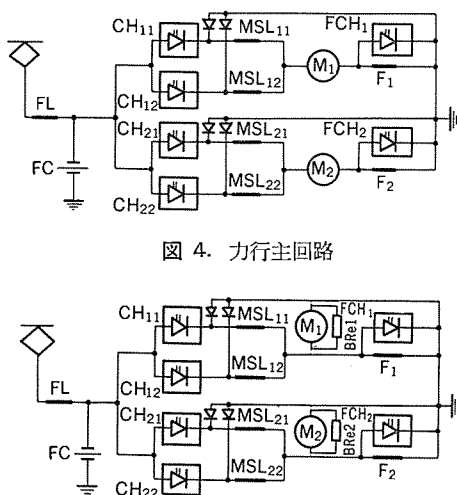 CH11
MSL11
FCH1
M1
F1
MSL12
CH12
FL
CH21
MSL21
FCH2
FC
M2
F2
MSL22
CH22
図 4. 力行主回路
CH11
MSL11
M1
BRe1
FCH1
MSL12
F1
CH12
FL
CH21
MSL21
M2
BRe2
FCH2
FC
F2
MSL22
CH22